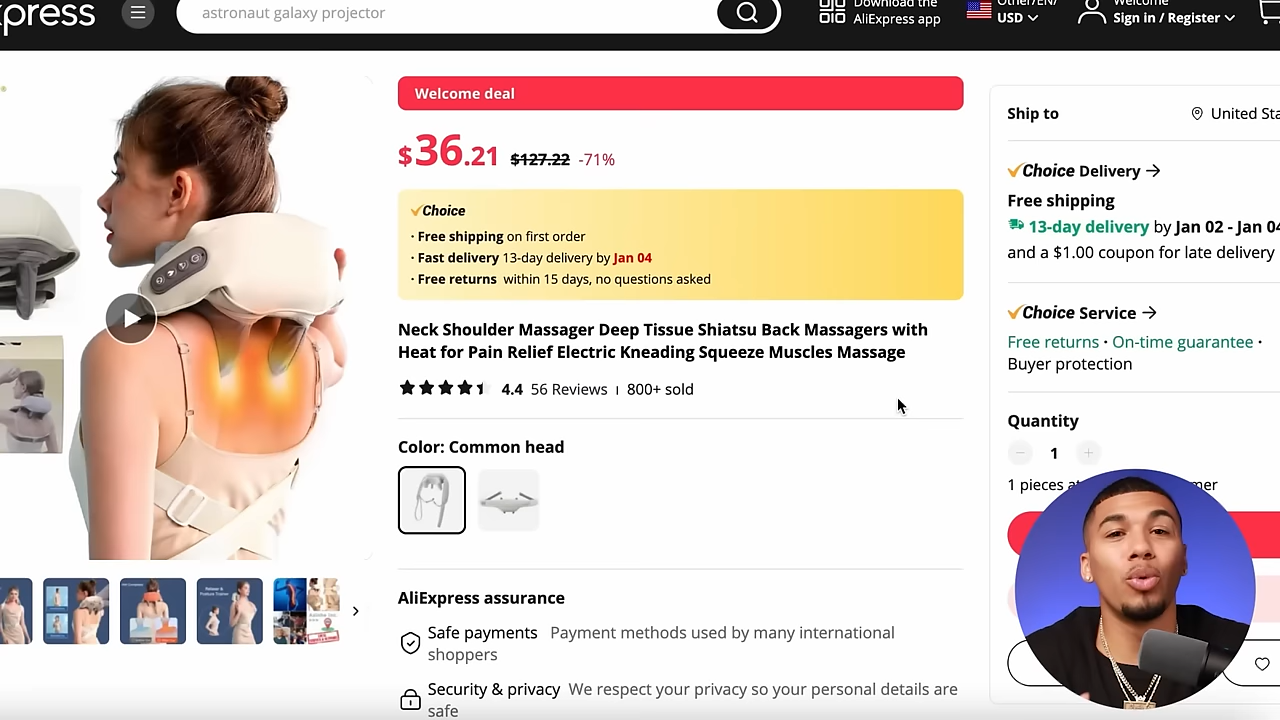 xpress
astronaut galaxy projector
Download the
AliExpress app
Other/EN/
USD
Welcome
Sign in / Register
Welcome deal
$36.21 $127.22 -71%
Choice
· Free shipping on first order
· Fast delivery 13-day delivery by Jan 04
· Free returns within 15 days, no questions asked
Neck Shoulder Massager Deep Tissue Shiatsu Back Massagers with
Heat for Pain Relief Electric Kneading Squeeze Muscles Massage
4.4 56 Reviews | 800+ sold
Color: Common head
AliExpress assurance
Safe payments Payment methods used by many international
shoppers
Security & privacy We respect your privacy so your personal details are
safe
Ship to United Sta
Choice Delivery
Free shipping
13-day delivery by Jan 02 - Jan 04
and a $1.00 coupon for late delivery
Choice Service
Free returns · On-time guarantee ·
Buyer protection
Quantity
1
1 pieces at mer